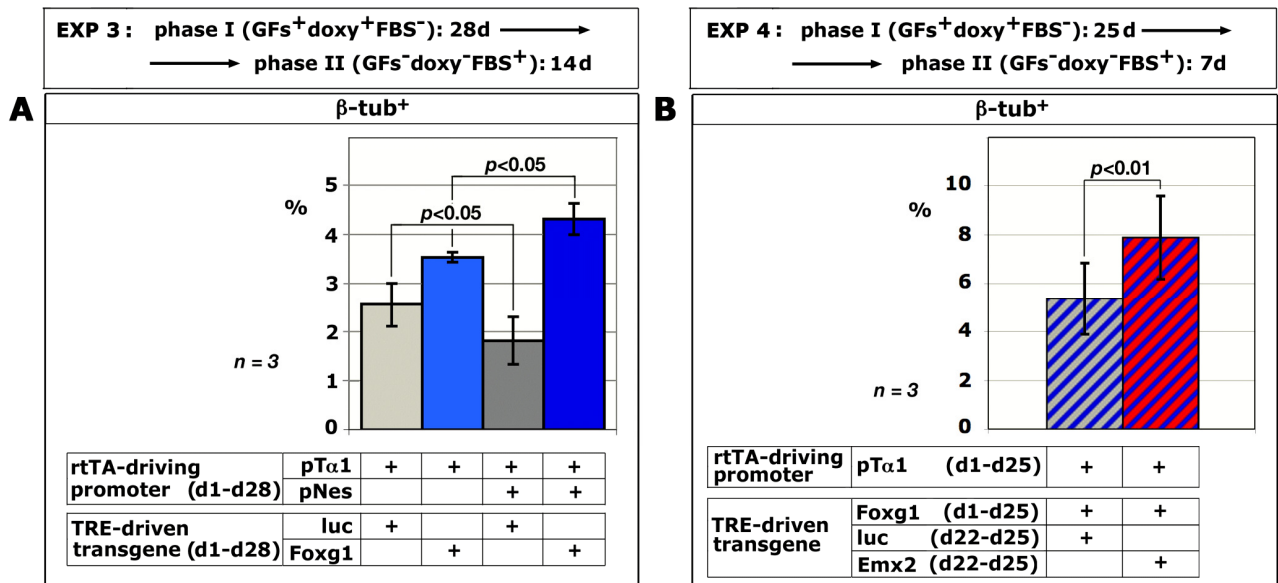 EXP 3 : phase I (GFs⁺doxy⁺FBS⁻): 28d ⟶
⟶ phase II (GFs⁻doxy⁻FBS⁺): 14d
A
β-tub⁺
p<0.05
5
%
p<0.05
4
3
2
n = 3
1
0
rtTA-driving promoter (d1-d28)
pTα1 + + + +
pNes + +
TRE-driven transgene (d1-d28)
luc + +
Foxg1 + +
EXP 4 : phase I (GFs⁺doxy⁺FBS⁻): 25d ⟶
⟶ phase II (GFs⁻doxy⁻FBS⁺): 7d
B
β-tub⁺
p<0.01
10
%
8
6
4
2
n = 3
0
rtTA-driving promoter
pTα1 (d1-d25) + +
TRE-driven transgene
Foxg1 (d1-d25) + +
luc (d22-d25) +
Emx2 (d22-d25) +